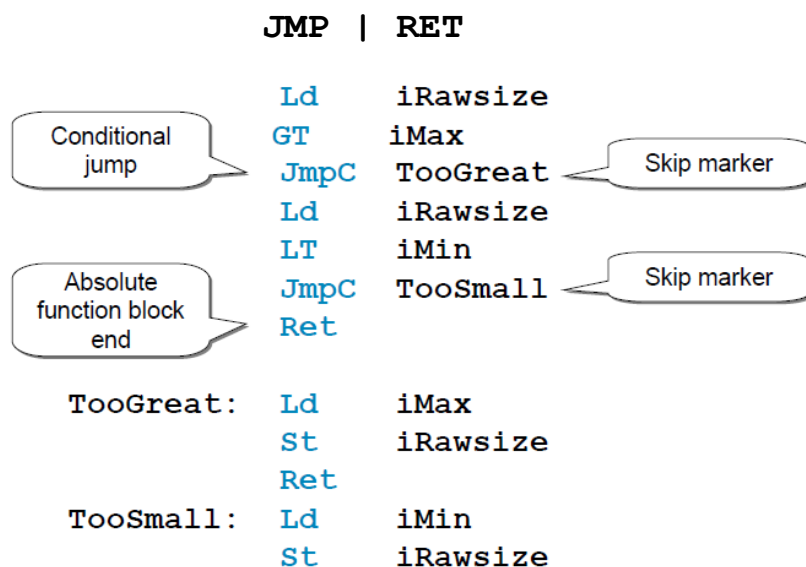 JMP | RET
Ld iRawsize
GT iMax
Conditional
jump
JmpC TooGreat
Skip marker
Ld iRawsize
LT iMin
JmpC TooSmall
Skip marker
Absolute
function block
end
Ret
TooGreat: Ld iMax
St iRawsize
Ret
TooSmall: Ld iMin
St iRawsize